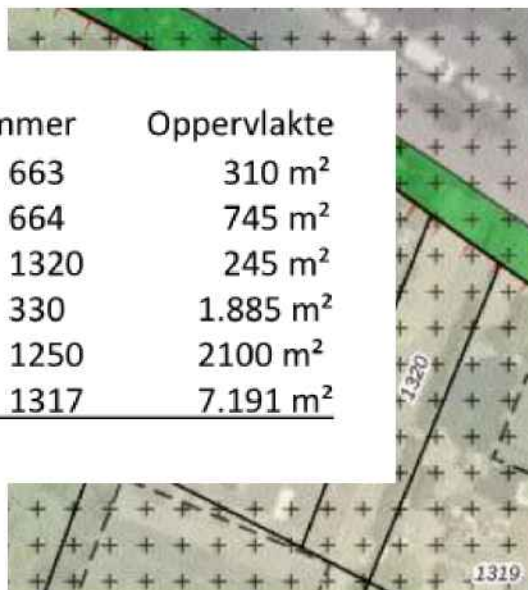 nmer Oppervlakte
663 310 m²
664 745 m²
1320 245 m²
330 1.885 m²
1250 2100 m²
1317 7.191 m²
1320
1319